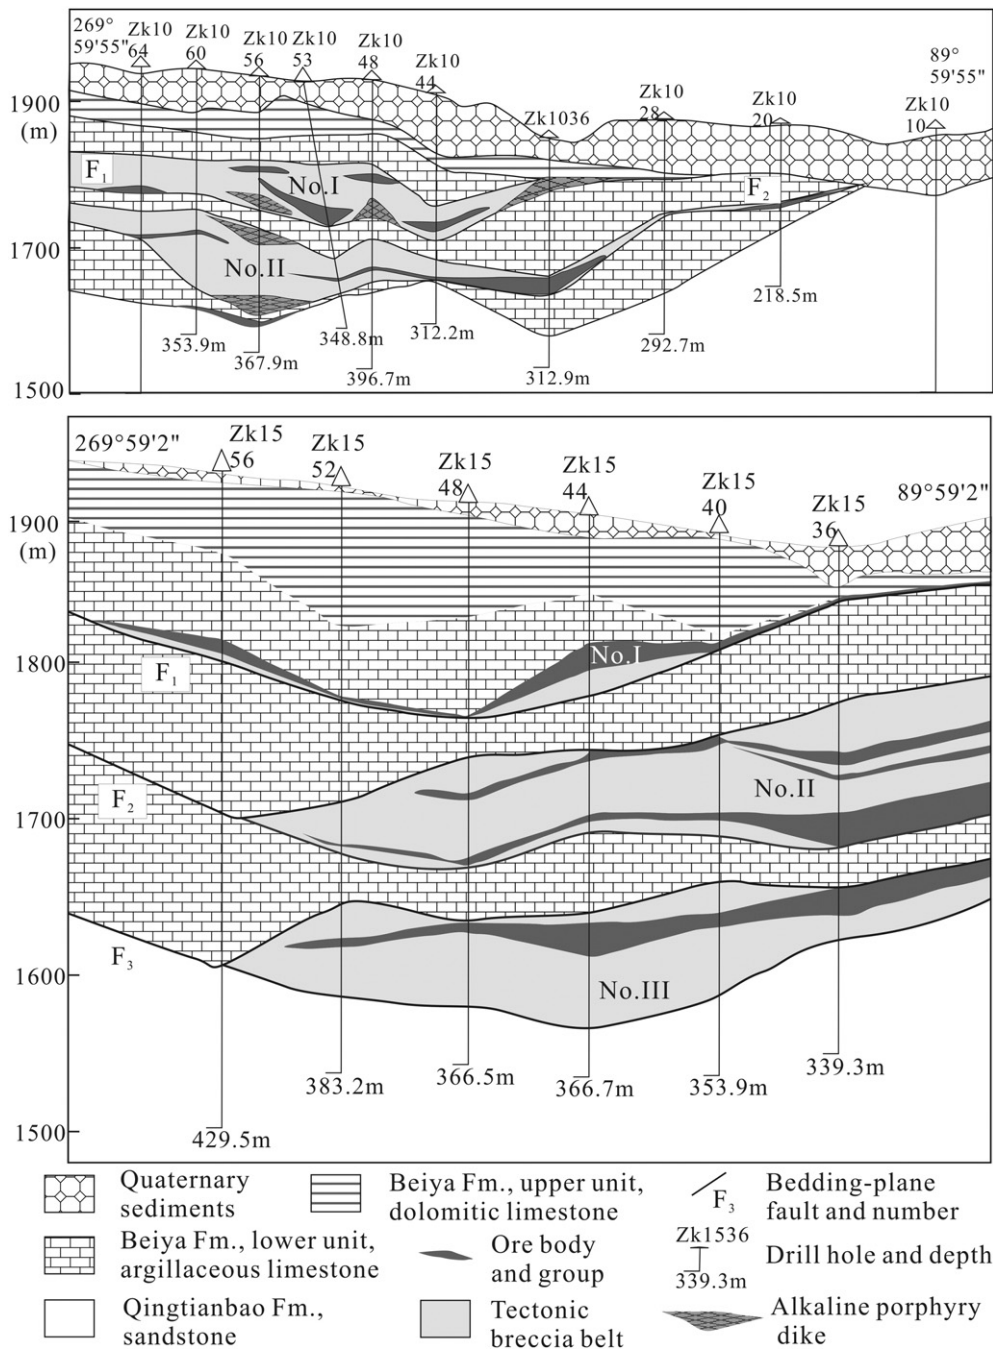 269°
59'55"
Zk10
64
Zk10
60
Zk10
56
Zk10
53
Zk10
48
Zk10
44
Zk1036
Zk10
28
Zk10
20
Zk10
10
89°
59'55"
1900
(m)
1700
1500
F1
No.I
F2
No.II
353.9m
367.9m
348.8m
396.7m
312.2m
312.9m
292.7m
218.5m
269°59'2"
Zk15
56
Zk15
52
Zk15
48
Zk15
44
Zk15
40
Zk15
36
89°59'2"
1900
(m)
1800
1700
1600
1500
F1
No.I
F2
No.II
F3
No.III
429.5m
383.2m
366.5m
366.7m
353.9m
339.3m
Quaternary
sediments
Beiya Fm., upper unit,
dolomitic limestone
F3
Bedding-plane
fault and number
Beiya Fm., lower unit,
argillaceous limestone
Ore body
and group
Zk1536
339.3m
Drill hole and depth
Qingtianbao Fm.,
sandstone
Tectonic
breccia belt
Alkaline porphyry
dike